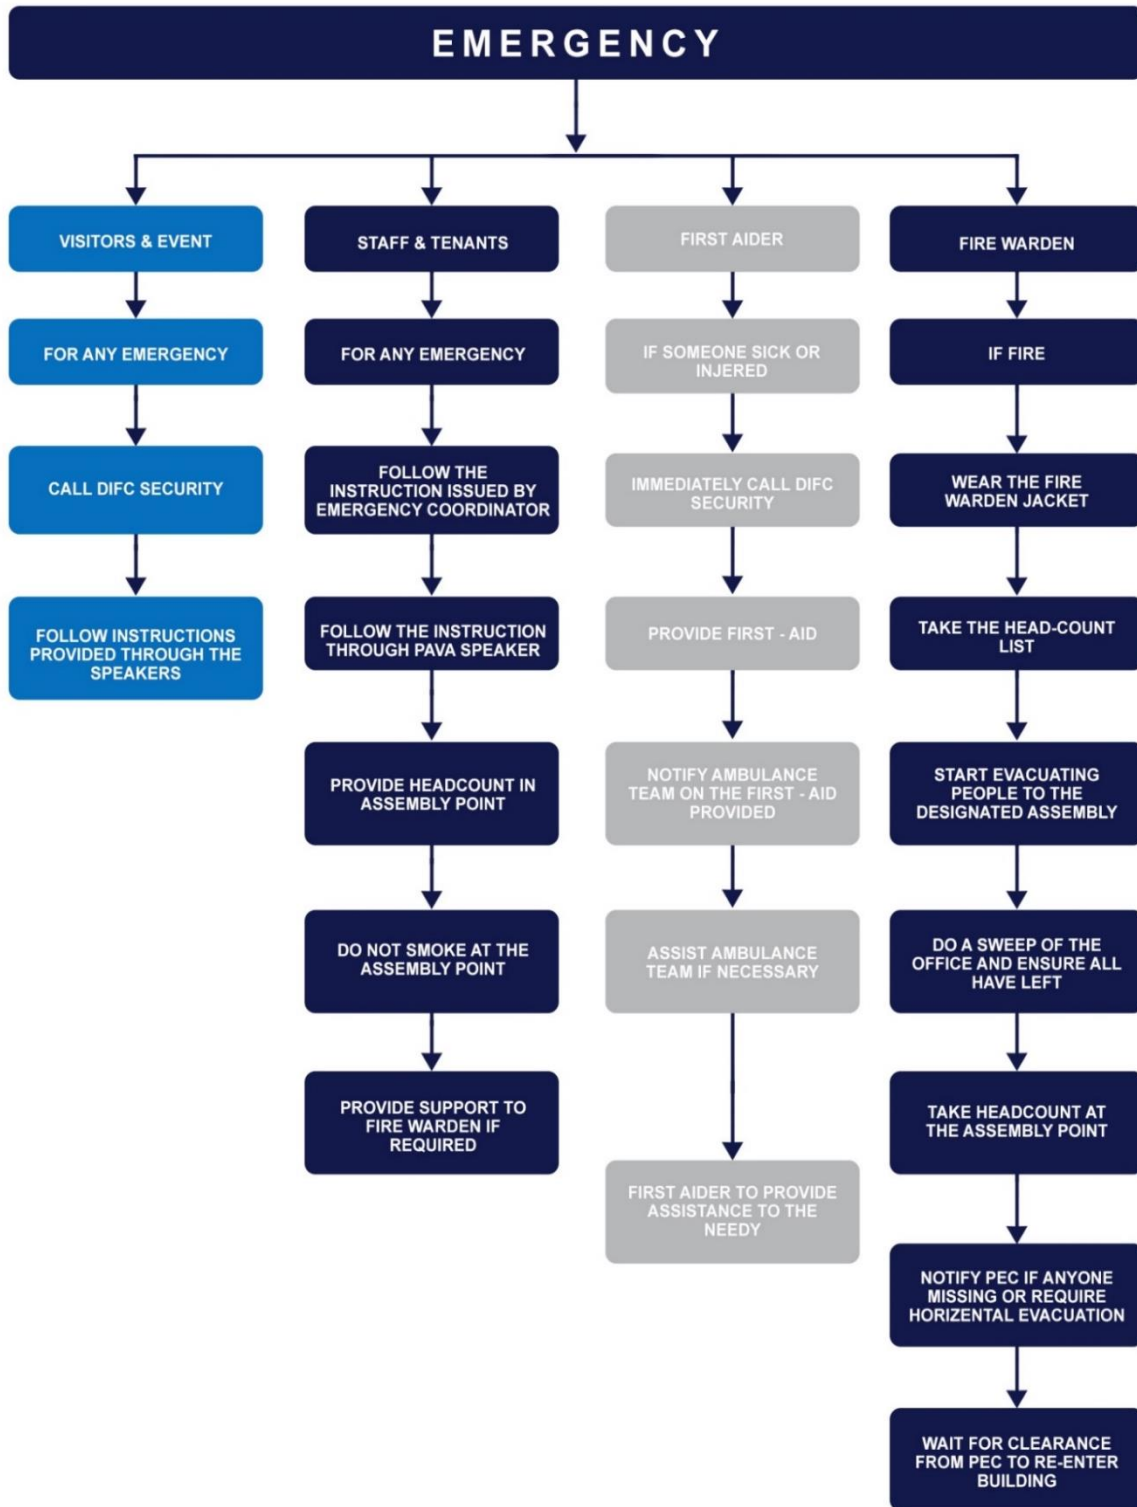 EMERGENCY
VISITORS & EVENT
FOR ANY EMERGENCY
CALL DIFC SECURITY
FOLLOW INSTRUCTIONS
PROVIDED THROUGH THE
SPEAKERS
STAFF & TENANTS
FOR ANY EMERGENCY
FOLLOW THE
INSTRUCTION ISSUED BY
EMERGENCY COORDINATOR
FOLLOW THE INSTRUCTION
THROUGH PAVA SPEAKER
PROVIDE HEADCOUNT IN
ASSEMBLY POINT
DO NOT SMOKE AT THE
ASSEMBLY POINT
PROVIDE SUPPORT TO
FIRE WARDEN IF
REQUIRED
FIRST AIDER
IF SOMEONE SICK OR
INJERED
IMMEDIATELY CALL DIFC
SECURITY
PROVIDE FIRST - AID
NOTIFY AMBULANCE
TEAM ON THE FIRST - AID
PROVIDED
ASSIST AMBULANCE
TEAM IF NECESSARY
FIRST AIDER TO PROVIDE
ASSISTANCE TO THE
NEEDY
FIRE WARDEN
IF FIRE
WEAR THE FIRE
WARDEN JACKET
TAKE THE HEAD-COUNT
LIST
START EVACUATING
PEOPLE TO THE
DESIGNATED ASSEMBLY
DO A SWEEP OF THE
OFFICE AND ENSURE ALL
HAVE LEFT
TAKE HEADCOUNT AT
THE ASSEMBLY POINT
NOTIFY PEC IF ANYONE
MISSING OR REQUIRE
HORIZENTAL EVACUATION
WAIT FOR CLEARANCE
FROM PEC TO RE-ENTER
BUILDING